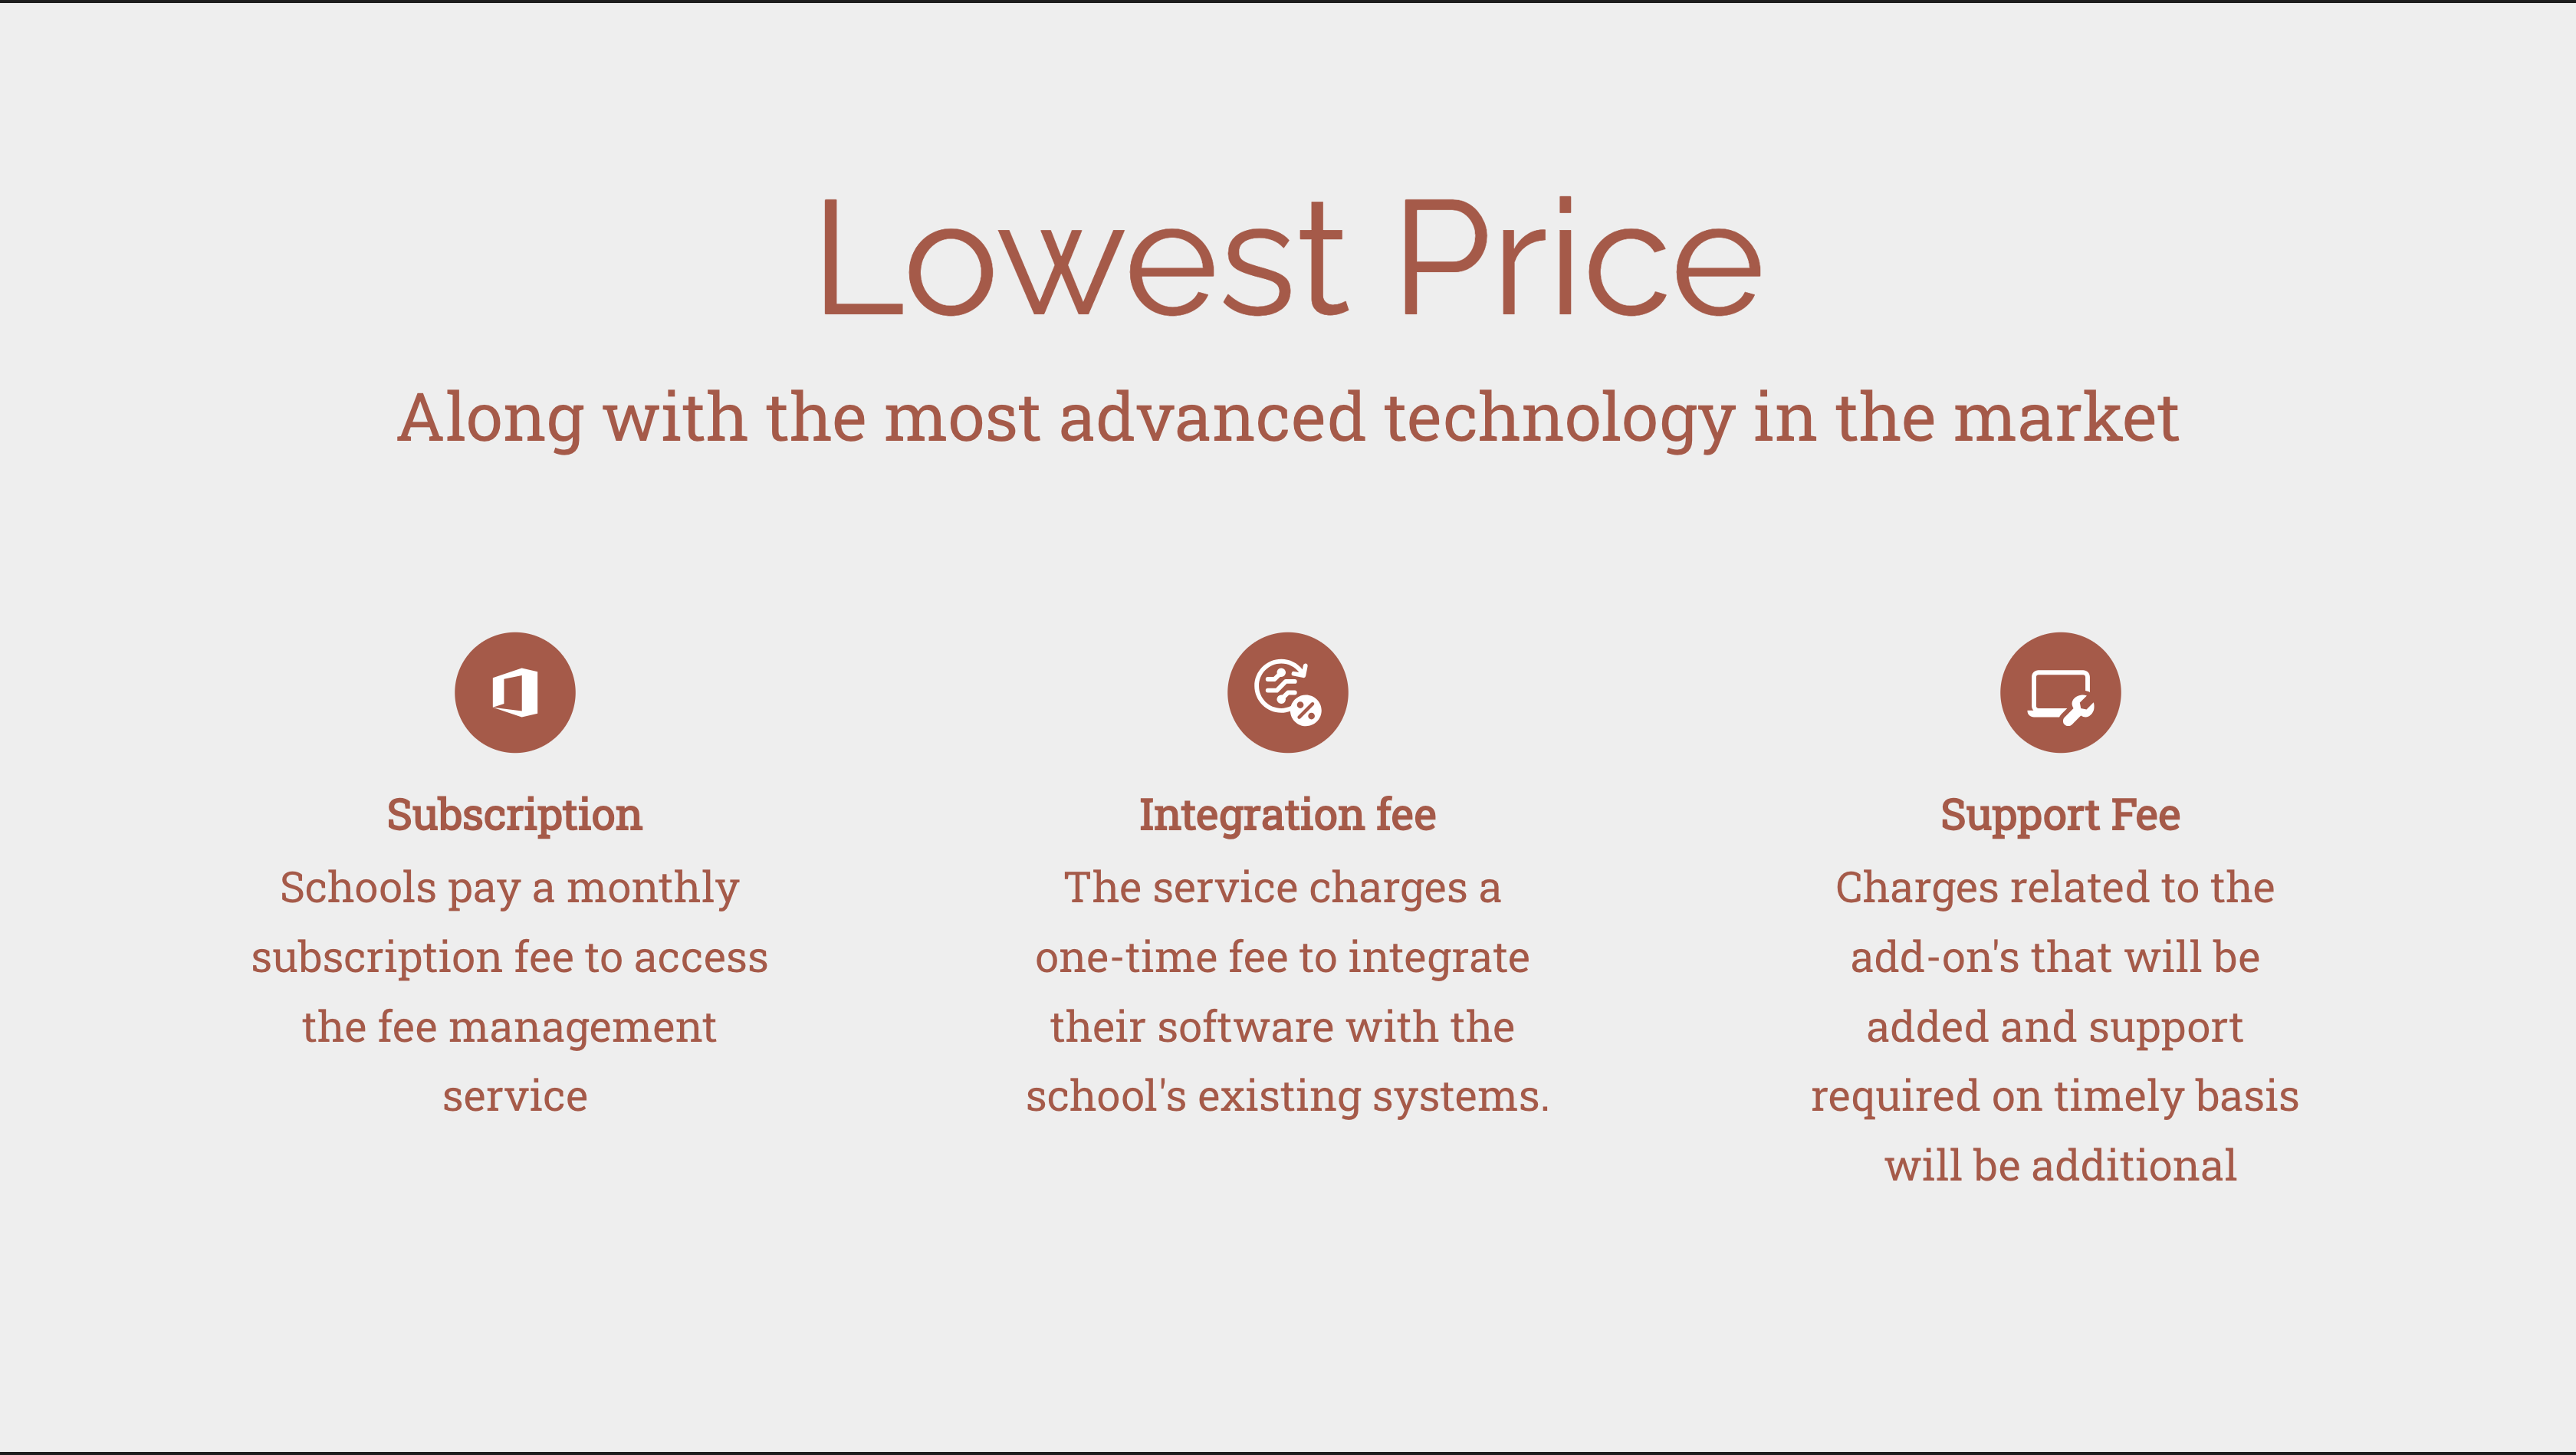 Lowest Price
Along with the most advanced technology in the market
Subscription
Schools pay a monthly
subscription fee to access
the fee management
service
Integration fee
The service charges a
one-time fee to integrate
their software with the
school's existing systems.
Support Fee
Charges related to the
add-on's that will be
added and support
required on timely basis
will be additional